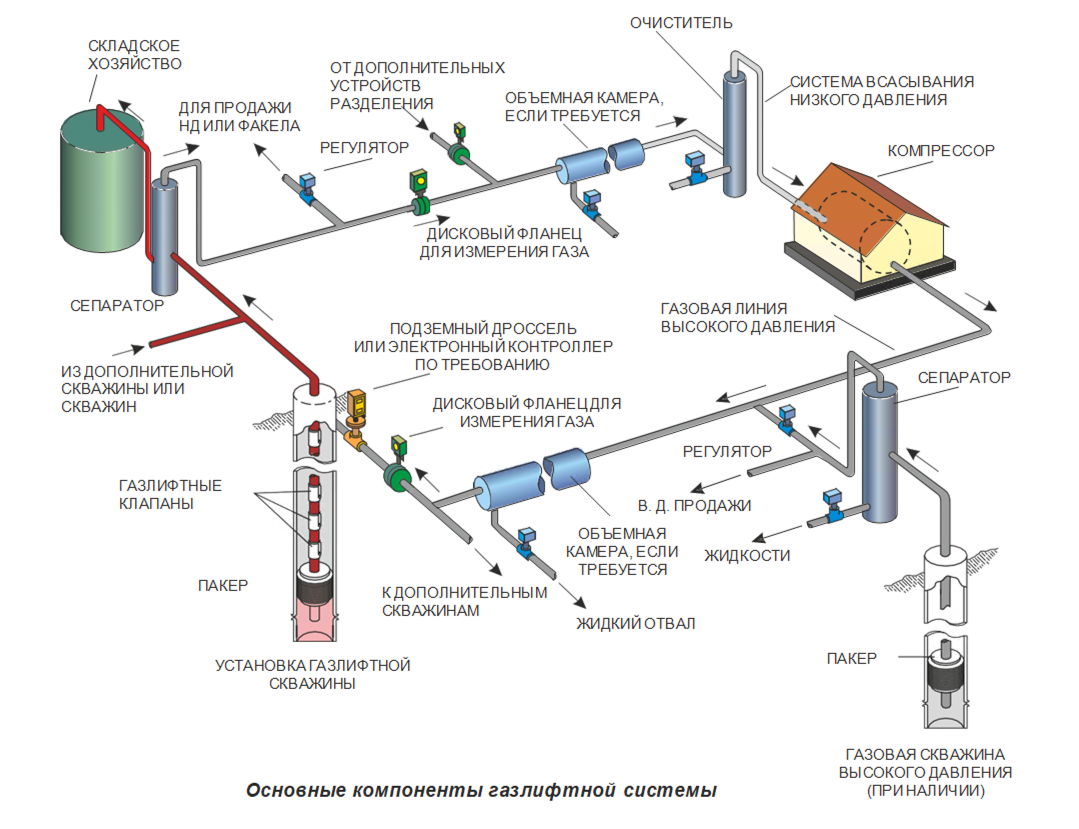 СКЛАДСКОЕ
ХОЗЯЙСТВО
ДЛЯ ПРОДАЖИ
НД ИЛИ ФАКЕЛА
ОТ ДОПОЛНИТЕЛЬНЫХ
УСТРОЙСТВ
РАЗДЕЛЕНИЯ
РЕГУЛЯТОР
ОБЪЕМНАЯ КАМЕРА,
ЕСЛИ ТРЕБУЕТСЯ
ОЧИСТИТЕЛЬ
СИСТЕМА ВСАСЫВАНИЯ
НИЗКОГО ДАВЛЕНИЯ
КОМПРЕССОР
ДИСКОВЫЙ ФЛАНЕЦ
ДЛЯ ИЗМЕРЕНИЯ ГАЗА
СЕПАРАТОР
ИЗ ДОПОЛНИТЕЛЬНОЙ
СКВАЖИНЫ ИЛИ
СКВАЖИН
ПОДЗЕМНЫЙ ДРОССЕЛЬ
ИЛИ ЭЛЕКТРОННЫЙ КОНТРОЛЛЕР
ПО ТРЕБОВАНИЮ
ДИСКОВЫЙ ФЛАНЕЦ ДЛЯ
ИЗМЕРЕНИЯ ГАЗА
ГАЗОВАЯ ЛИНИЯ
ВЫСОКОГО ДАВЛЕНИЯ
СЕПАРАТОР
РЕГУЛЯТОР
В. Д. ПРОДАЖИ
ЖИДКОСТИ
ГАЗЛИФТНЫЕ
КЛАПАНЫ
ПАКЕР
ОБЪЕМНАЯ
КАМЕРА, ЕСЛИ
ТРЕБУЕТСЯ
К ДОПОЛНИТЕЛЬНЫМ
СКВАЖИНАМ
ЖИДКИЙ ОТВАЛ
УСТАНОВКА ГАЗЛИФТНОЙ
СКВАЖИНЫ
ПАКЕР
ГАЗОВАЯ СКВАЖИНА
ВЫСОКОГО ДАВЛЕНИЯ
(ПРИ НАЛИЧИИ)
Основные компоненты газлифтной системы